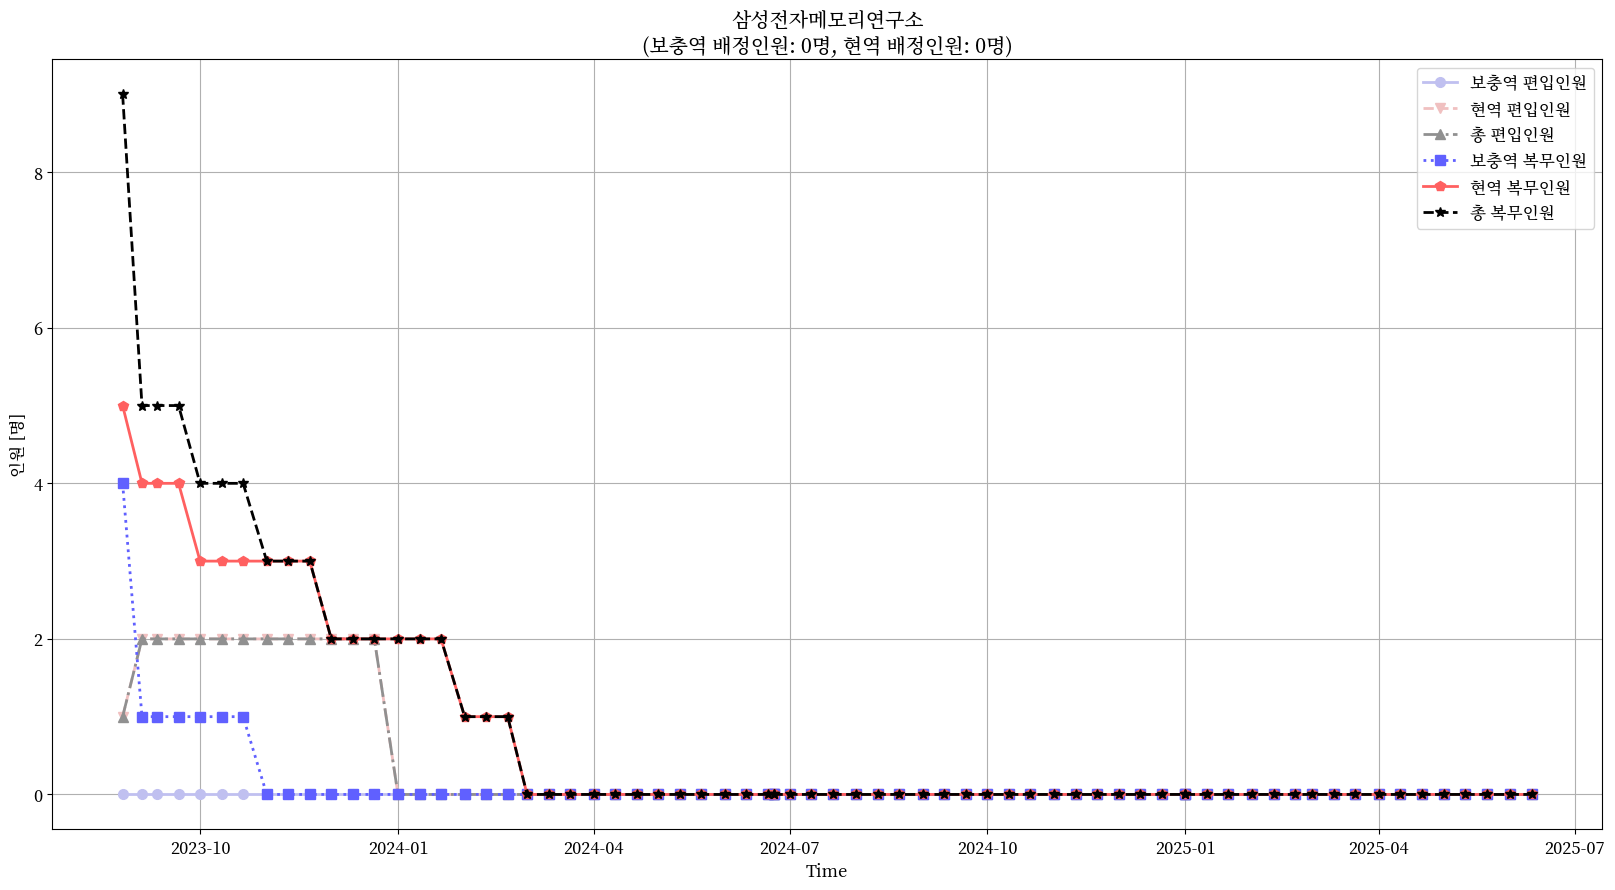 삼성전자메모리연구소
(보충역 배정인원: 0명, 현역 배정인원: 0명)
보충역 편입인원
현역 편입인원
총 편입인원
보충역 복무인원
현역 복무인원
총 복무인원
인원 [명]
8
6
4
2
0
2023-10
2024-01
2024-04
2024-07
2024-10
2025-01
2025-04
2025-07
Time